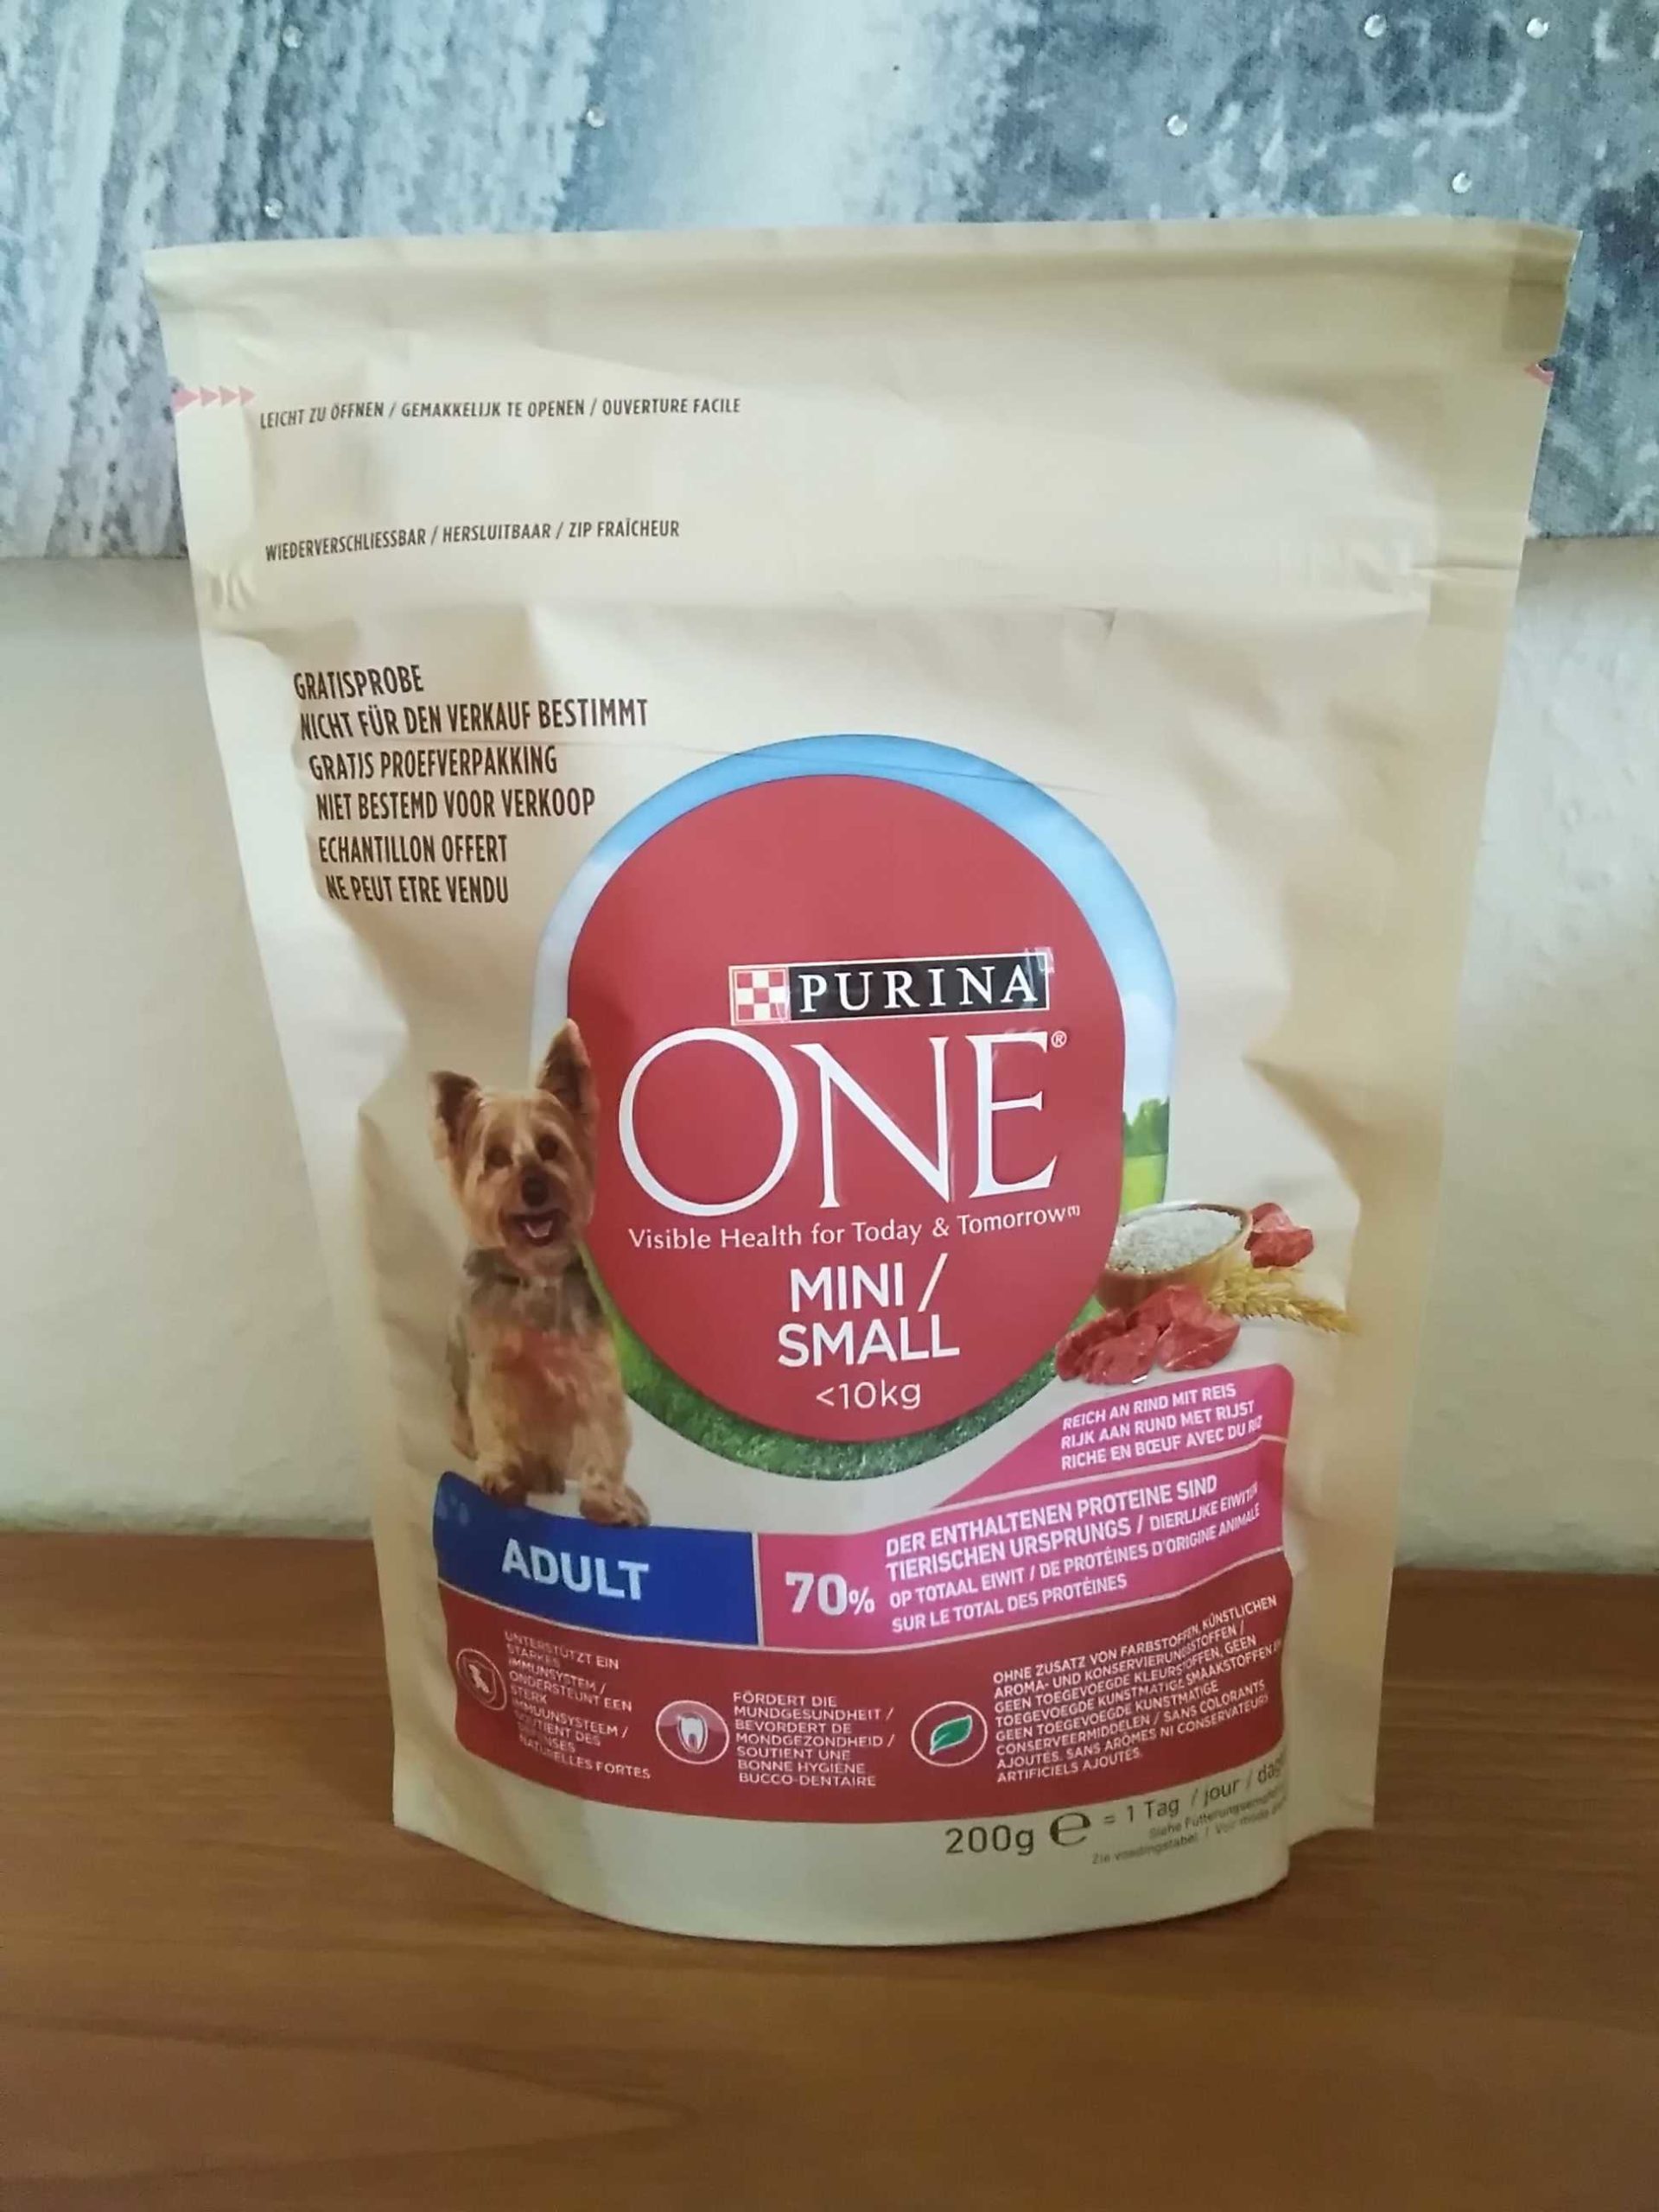 LEICHT ZU ÖFFNEN / GEMAKKELIJK TE OPENEN / OUVERTURE FACILE
WIEDERVERSCHLIESSBAR / HERSLUITBAAR / ZIP FRAÎCHEUR
GRATISPROBE
NICHT FÜR DEN VERKAUF BESTIMMT
GRATIS PROEFVERPAKKING
NIET BESTEMD VOOR VERKOOP
ECHANTILLON OFFERT
NE PEUT ETRE VENDU
PURINA
ONE®
Visible Health for Today & Tomorrow(1)
MINI /
SMALL
<10kg
REICH AN RIND MIT REIS
RIJK AAN RUND MET RIJST
RICHE EN BŒUF AVEC DU RIZ
ADULT
70%
DER ENTHALTENEN PROTEINE SIND
TIERISCHEN URSPRUNGS / DIERLIJKE EIWITTEN
OP TOTAAL EIWIT / DE PROTÉINES D'ORIGINE ANIMALE
SUR LE TOTAL DES PROTÉINES
UNTERSTÜTZT EIN
STARKES
IMMUNSYSTEM /
ONDERSTEUNT EEN
STERK
IMMUUNSYSTEEM /
SOUTIENT DES
NATURELLES FORTES
FÖRDERT DIE
MUNDGESUNDHEIT /
BEVORDERT DE
MONDGEZONDHEID /
SOUTIENT UNE
BONNE HYGIÈNE
BUCCO-DENTAIRE
OHNE ZUSATZ VON FARBSTOFFEN, KÜNSTLICHEN
AROMA- UND KONSERVIERUNGSSTOFFEN /
GEEN TOEGEVOEGDE KLEURSTOFFEN, GEEN
TOEGEVOEGDE KUNSTMATIGE SMAAKSTOFFEN EN
GEEN TOEGEVOEGDE KUNSTMATIGE
CONSERVEERMIDDELEN / SANS COLORANTS
AJOUTÉS, SANS ARÔMES NI CONSERVATEURS
ARTIFICIELS AJOUTÉS.
200g ℮ = 1 Tag / jour / dag
Siehe
Zie voedingstabel / Voir mode